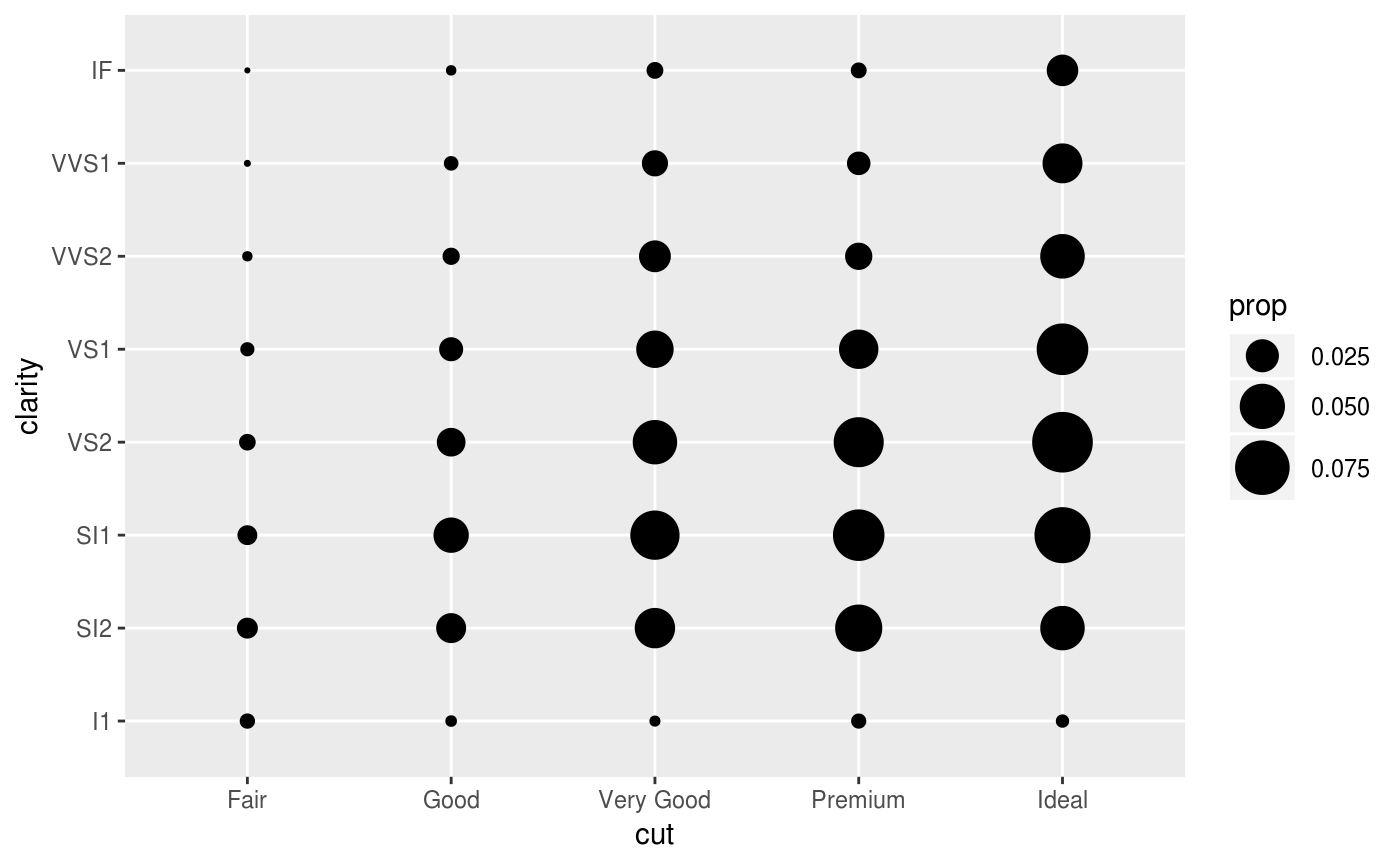 IF
VVS1
VVS2
VS1
VS2
SI1
SI2
I1
clarity
Fair Good Very Good Premium Ideal
cut
prop
0.025
0.050
0.075